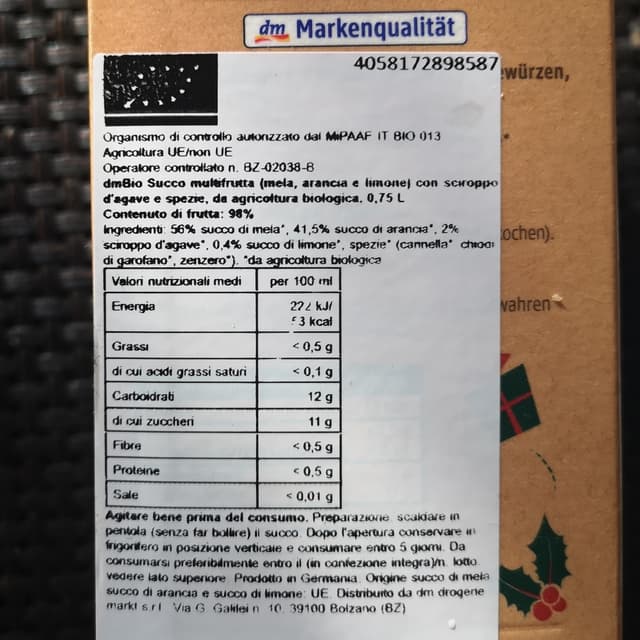 dm Markenqualität
4058172898587
würzen,
Organismo di controllo autorizzato dal MiPAAF IT BIO 013
Agricoltura UE/non UE
Operatore controllato n. BZ-02038-B
dmBio Succo multifrutta (mela, arancia e limone) con sciroppo
d'agave e spezie, da agricoltura biologica. 0,75 L
Contenuto di frutta: 98%
Ingredienti: 56% succo di mela*, 41,5% succo di arancia*, 2%
sciroppo d'agave*, 0,4% succo di limone*, spezie* (cannella* chiodi
ochen).
di garofano*, zenzero*). *da agricoltura biologica
Valori nutrizionali medi per 100 ml
wahren
Energia kJ/
kcal
Grassi < 0,5 g
di cui acidi grassi saturi < 0,1 g
Carboidrati 12 g
di cui zuccheri 11 g
Fibre < 0,5 g
Proteine < 0,5 g
Sale < 0,01 g
Agitare bene prima del consumo. Preparazione: scaldare in
pentola (senza far bollire) il succo. Dopo l'apertura conservare in
frigorifero in posizione verticale e consumare entro 5 giorni. Da
consumarsi preferibilmente entro il (in confezione integra)/n. lotto:
vedere lato superiore. Prodotto in Germania. Origine succo di mela
succo di arancia e succo di limone: UE. Distribuito da dm drogerie
markt s.r.l. Via G. Galilei n. 10, 39100 Bolzano (BZ)